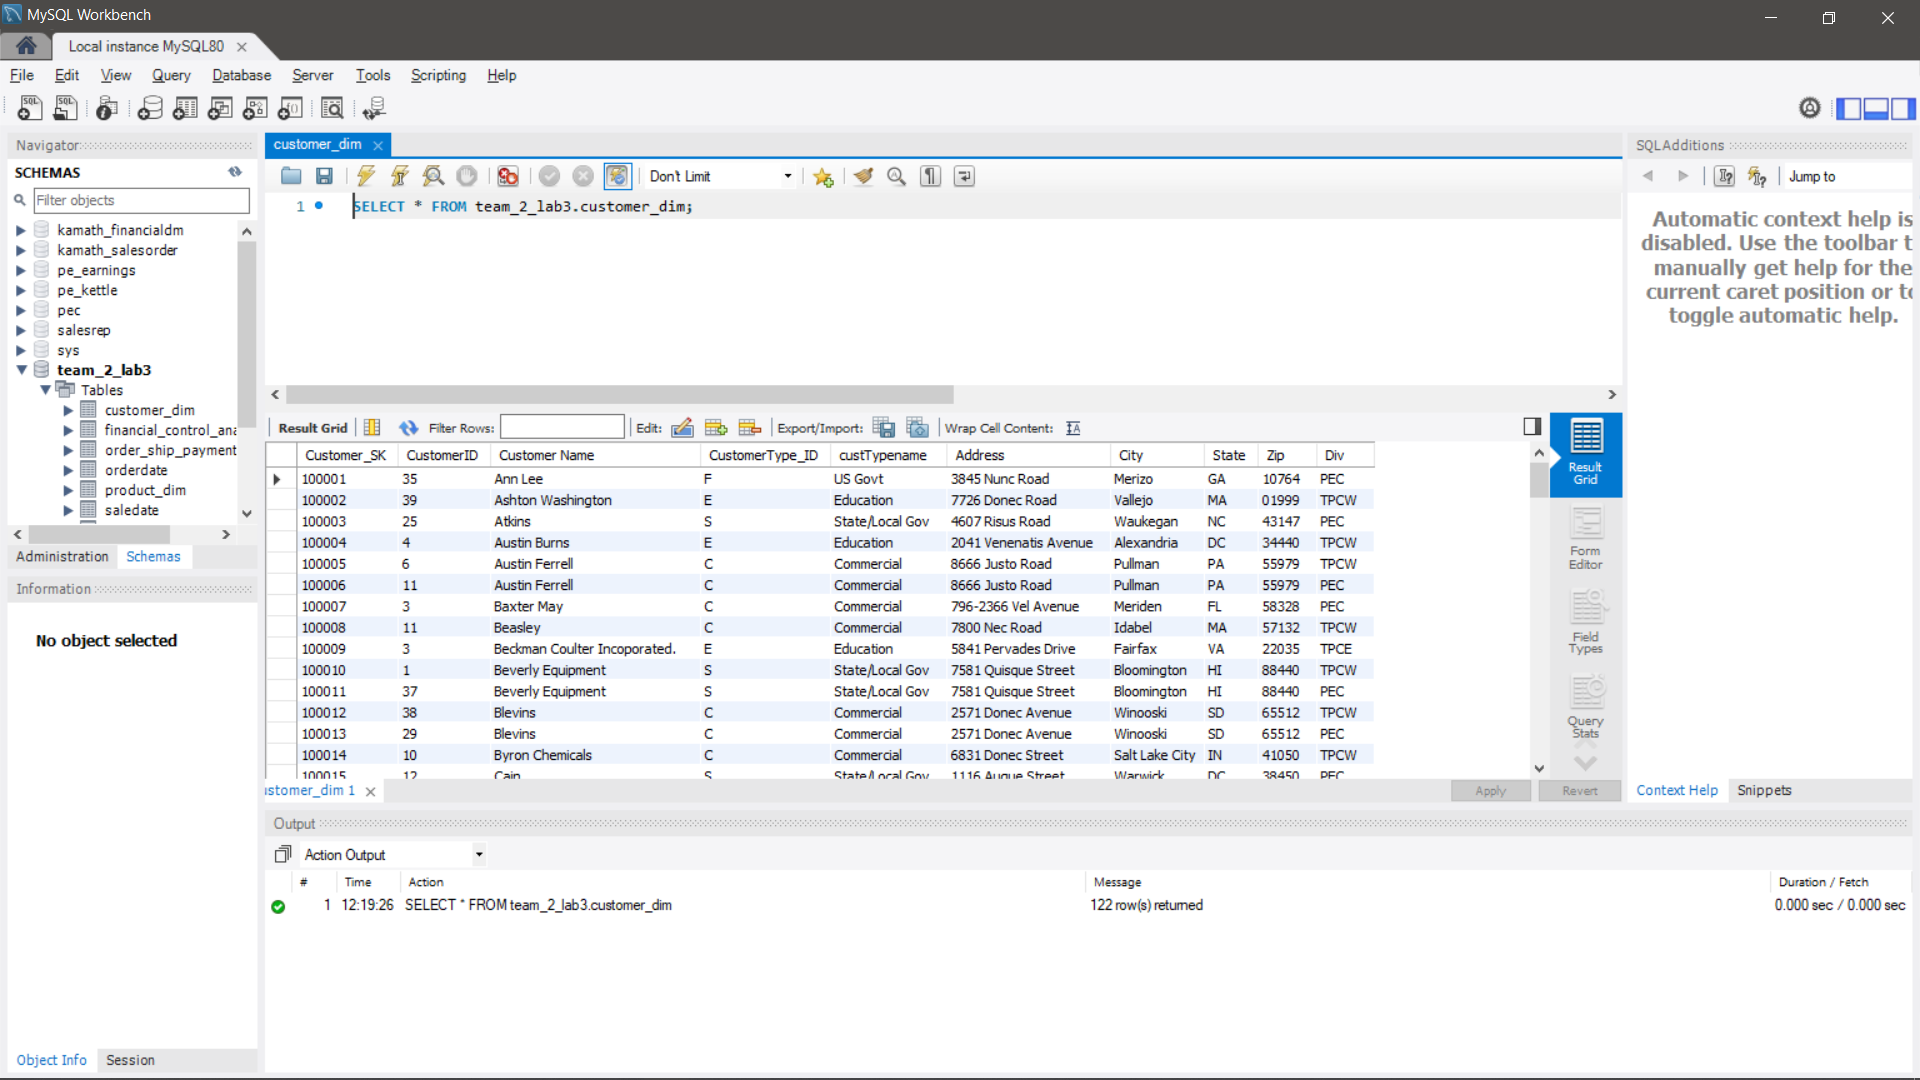 MySQL Workbench
Local instance MySQL80
File Edit View Query Database Server Tools Scripting Help
Navigator
SCHEMAS
Filter objects
kamath_financialdm
kamath_salesorder
pe_earnings
pe_kettle
pec
salesrep
sys
team_2_lab3
Tables
customer_dim
financial_control_ana
order_ship_payment
orderdate
product_dim
saledate
Administration Schemas
Information
No object selected
Object Info Session
customer_dim
Don't Limit
1 SELECT * FROM team_2_lab3.customer_dim;
Result Grid Filter Rows: Edit: Export/Import: Wrap Cell Content:
Customer_SK CustomerID Customer Name CustomerType_ID custTypename Address City State Zip Div
100001 35 Ann Lee F US Govt 3845 Nunc Road Merizo GA 10764 PEC
100002 39 Ashton Washington E Education 7726 Donec Road Vallejo MA 01999 TPCW
100003 25 Atkins S State/Local Gov 4607 Risus Road Waukegan NC 43147 PEC
100004 4 Austin Burns E Education 2041 Venenatis Avenue Alexandria DC 34440 TPCW
100005 6 Austin Ferrell C Commercial 8666 Justo Road Pullman PA 55979 TPCW
100006 11 Austin Ferrell C Commercial 8666 Justo Road Pullman PA 55979 PEC
100007 3 Baxter May C Commercial 796-2366 Vel Avenue Meriden FL 58328 PEC
100008 11 Beasley C Commercial 7800 Nec Road Idabel MA 57132 TPCW
100009 3 Beckman Coulter Incoporated. E Education 5841 Pervades Drive Fairfax VA 22035 TPCE
100010 1 Beverly Equipment S State/Local Gov 7581 Quisque Street Bloomington HI 88440 TPCW
100011 37 Beverly Equipment S State/Local Gov 7581 Quisque Street Bloomington HI 88440 PEC
100012 38 Blevins C Commercial 2571 Donec Avenue Winooski SD 65512 TPCW
100013 29 Blevins C Commercial 2571 Donec Avenue Winooski SD 65512 PEC
100014 10 Byron Chemicals C Commercial 6831 Donec Street Salt Lake City IN 41050 TPCW
100015 12 Cain S State/Local Gov 1116 Augue Street Warwick DC 38450 PEC
Result
Grid
Form
Editor
Field
Types
Query
Stats
stomer_dim 1
Apply Revert
SQLAdditions
Jump to
Automatic context help is
disabled. Use the toolbar t
manually get help for the
current caret position or to
toggle automatic help.
Context Help Snippets
Output
Action Output
# Time Action Message Duration / Fetch
1 12:19:26 SELECT * FROM team_2_lab3.customer_dim 122 row(s) returned 0.000 sec / 0.000 sec